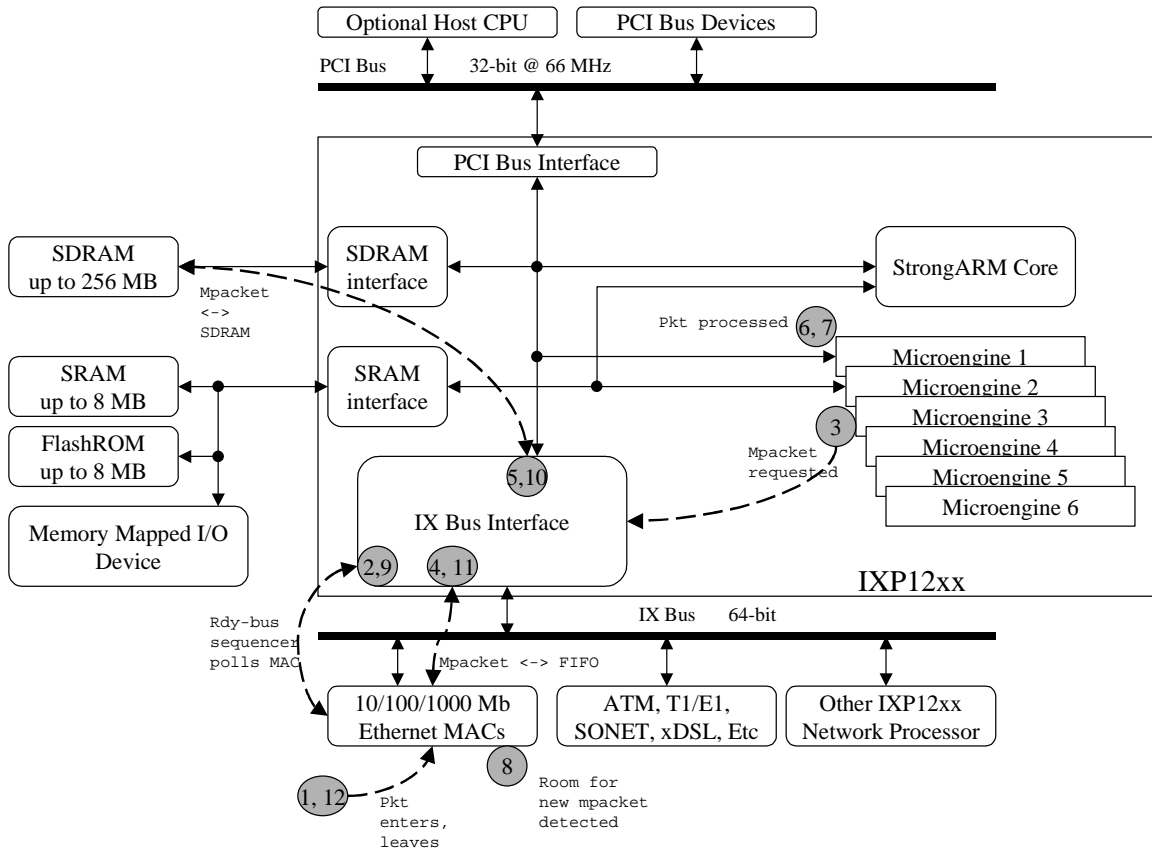 Optional Host CPU
PCI Bus Devices
PCI Bus
32-bit @ 66 MHz
PCI Bus Interface
SDRAM
up to 256 MB
SDRAM
interface
StrongARM Core
Mpacket
<->
SDRAM
Pkt processed
6, 7
Microengine 1
Microengine 2
Microengine 3
Microengine 4
Microengine 5
Microengine 6
SRAM
up to 8 MB
SRAM
interface
3
FlashROM
up to 8 MB
Mpacket
requested
5,10
Memory Mapped I/O
Device
IX Bus Interface
2,9
4, 11
IXP12xx
IX Bus
64-bit
Rdy-bus
sequencer
polls MAC
Mpacket <-> FIFO
10/100/1000 Mb
Ethernet MACs
ATM, T1/E1,
SONET, xDSL, Etc
Other IXP12xx
Network Processor
8
Room for
new mpacket
detected
1, 12
Pkt
enters,
leaves